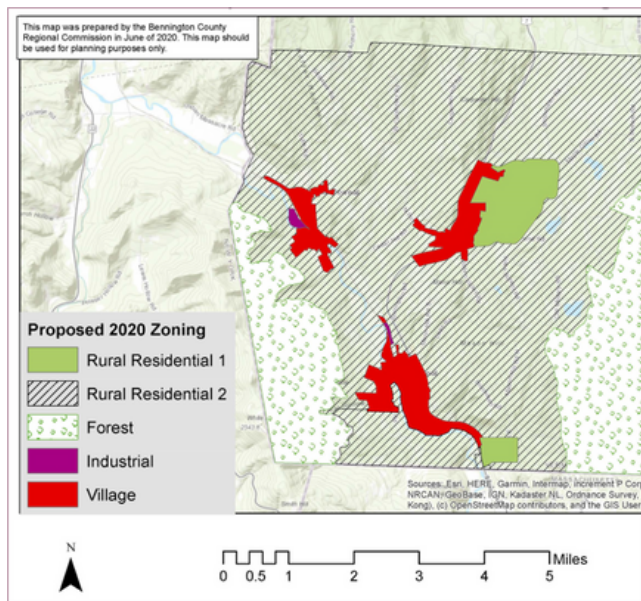 This map was prepared by the Bennington County
Regional Commission in June of 2020. This map should
be used for planning purposes only.
Proposed 2020 Zoning
Rural Residential 1
Rural Residential 2
Forest
Industrial
Village
Sources: Esri, HERE, Garmin, Intermap, increment P Corp
NRCAN, GeoBase, IGN, Kadaster NL, Ordnance Survey,
Kong), (c) OpenStreetMap contributors, and the GIS User
N
Miles
0 0.5 1 2 3 4 5